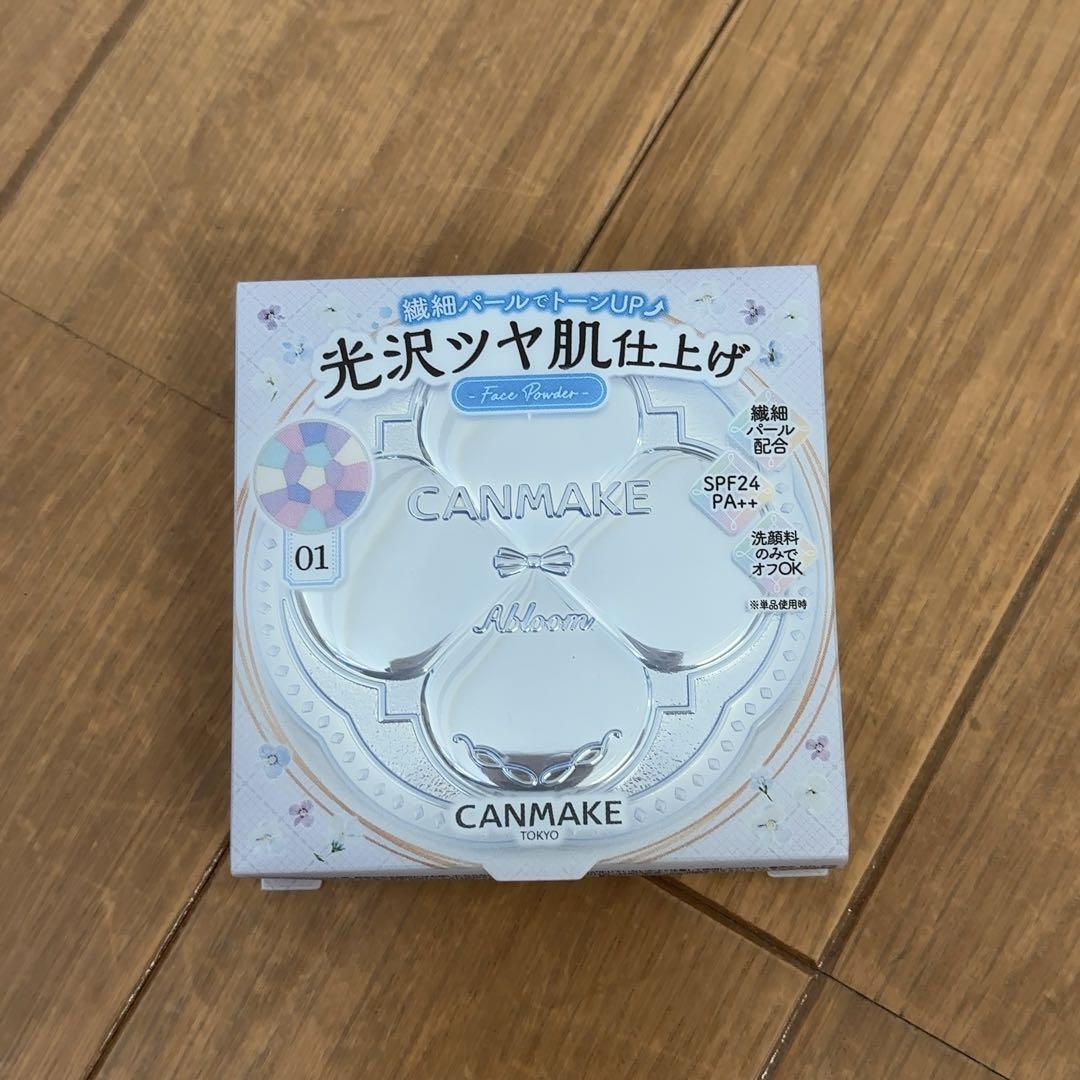 繊細パールでトーンUP
光沢ツヤ肌仕上げ
- Face Powder -
繊細
パール
配合
CANMAKE
SPF24
PA++
01
洗顔料
のみで
オフOK
※単品使用時
Abloom
CANMAKE
TOKYO